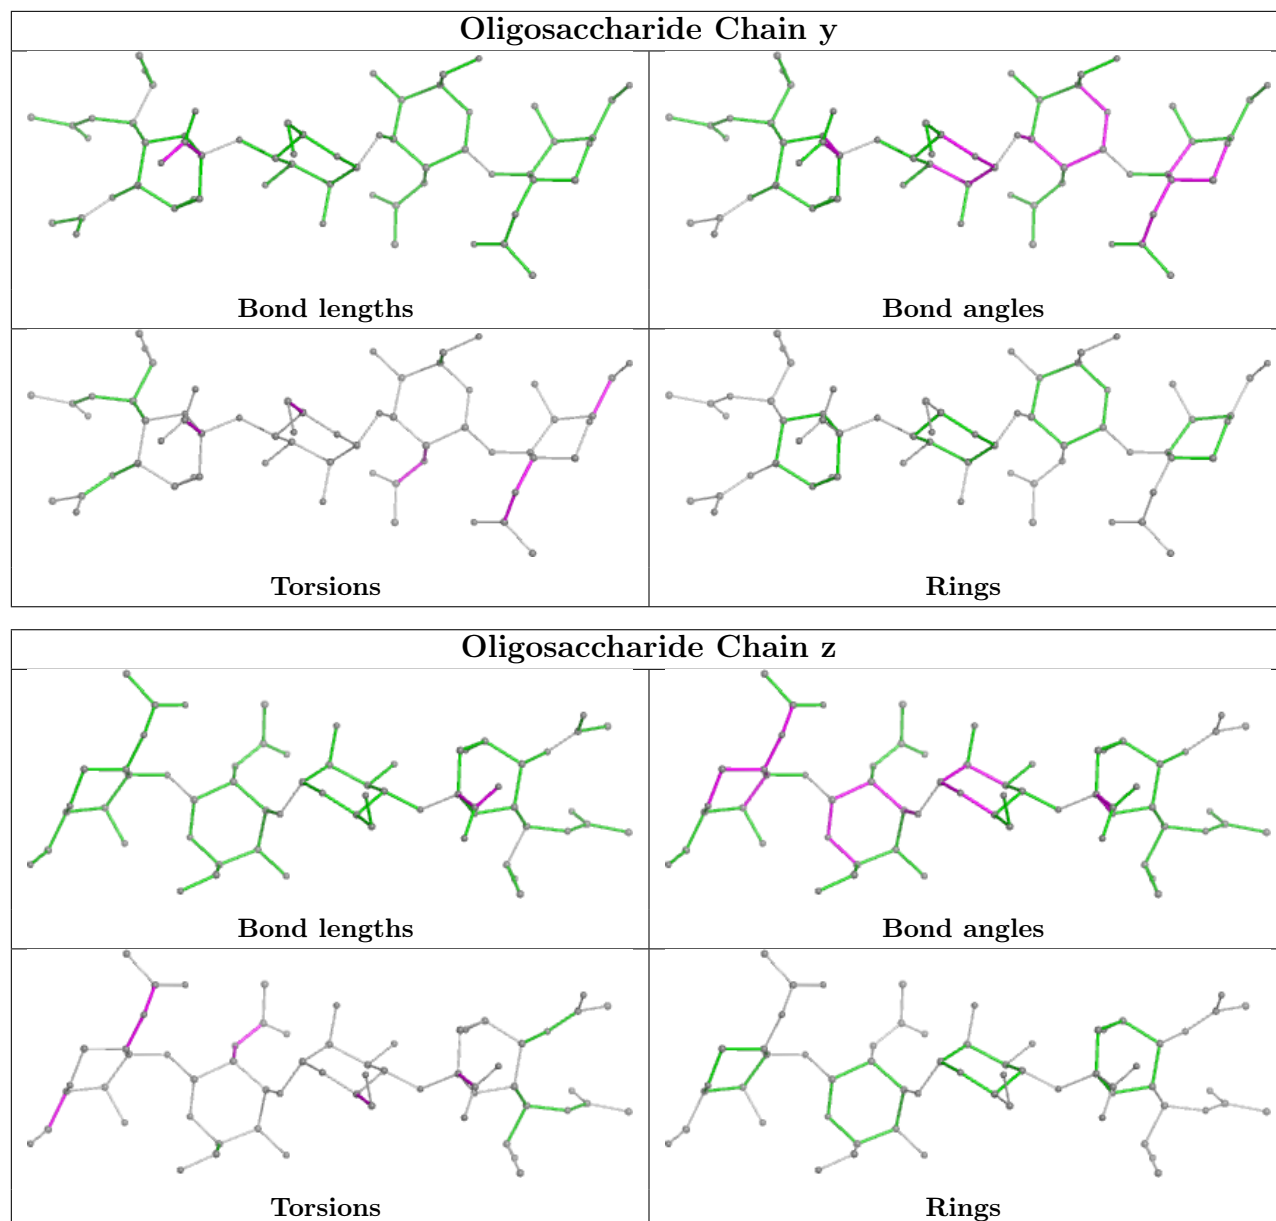 Oligosaccharide Chain y
Bond lengths
Bond angles
Torsions
Rings
Oligosaccharide Chain z
Bond lengths
Bond angles
Torsions
Rings